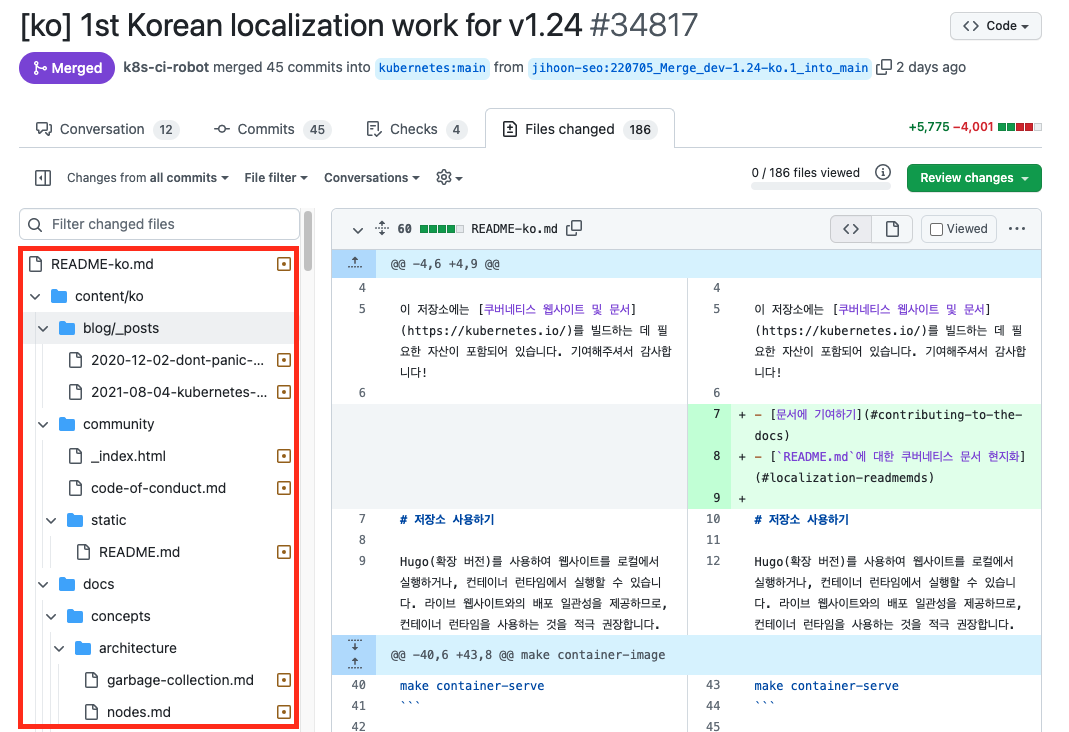 [ko] 1st Korean localization work for v1.24 #34817
<> Code
Merged k8s-ci-robot merged 45 commits into kubernetes:main from jihoon-seo:220705_Merge_dev-1.24-ko.1_into_main 2 days ago
Conversation 12 Commits 45 Checks 4 Files changed 186
+5,775 −4,001
Changes from all commits File filter Conversations
0 / 186 files viewed
Review changes
Filter changed files
README-ko.md
content/ko
blog/_posts
2020-12-02-dont-panic-...
2021-08-04-kubernetes-...
community
_index.html
code-of-conduct.md
static
README.md
docs
concepts
architecture
garbage-collection.md
nodes.md
60 README-ko.md
<> Viewed ...
@@ -4,6 +4,9 @@
4
5 이 저장소에는 [쿠버네티스 웹사이트 및 문서]
(https://kubernetes.io/)를 빌드하는 데 필
요한 자산이 포함되어 있습니다. 기여해주셔서 감사합
니다!
6
7 # 저장소 사용하기
8
9 Hugo(확장 버전)를 사용하여 웹사이트를 로컬에서
실행하거나, 컨테이너 런타임에서 실행할 수 있습니
다. 라이브 웹사이트와의 배포 일관성을 제공하므로,
컨테이너 런타임을 사용하는 것을 적극 권장합니다.
4
5 이 저장소에는 [쿠버네티스 웹사이트 및 문서]
(https://kubernetes.io/)를 빌드하는 데 필
요한 자산이 포함되어 있습니다. 기여해주셔서 감사합
니다!
6
7 + - [문서에 기여하기](#contributing-to-the-
docs)
8 + - [`README.md`에 대한 쿠버네티스 문서 현지화]
(#localization-readmemds)
9 +
10 # 저장소 사용하기
11
12 Hugo(확장 버전)를 사용하여 웹사이트를 로컬에서
실행하거나, 컨테이너 런타임에서 실행할 수 있습니
다. 라이브 웹사이트와의 배포 일관성을 제공하므로,
컨테이너 런타임을 사용하는 것을 적극 권장합니다.
@@ -40,6 +43,8 @@ make container-image
40 make container-serve
41 ```
42
43 make container-serve
44 ```
45